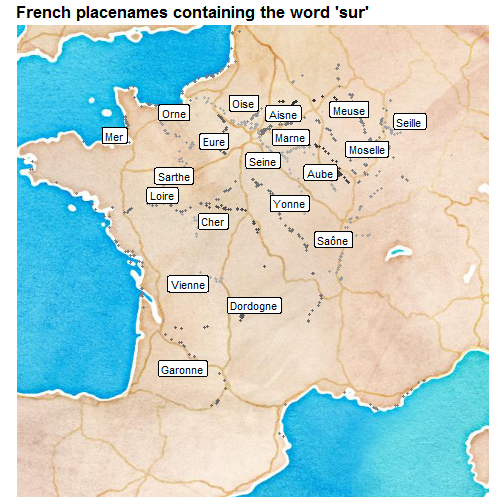 French placenames containing the word 'sur'
Oise
Meuse
Orne
Aisne
Seille
Mer
Eure
Marne
Moselle
Seine
Sarthe
Aube
Loire
Yonne
Cher
Saône
Vienne
Dordogne
Garonne